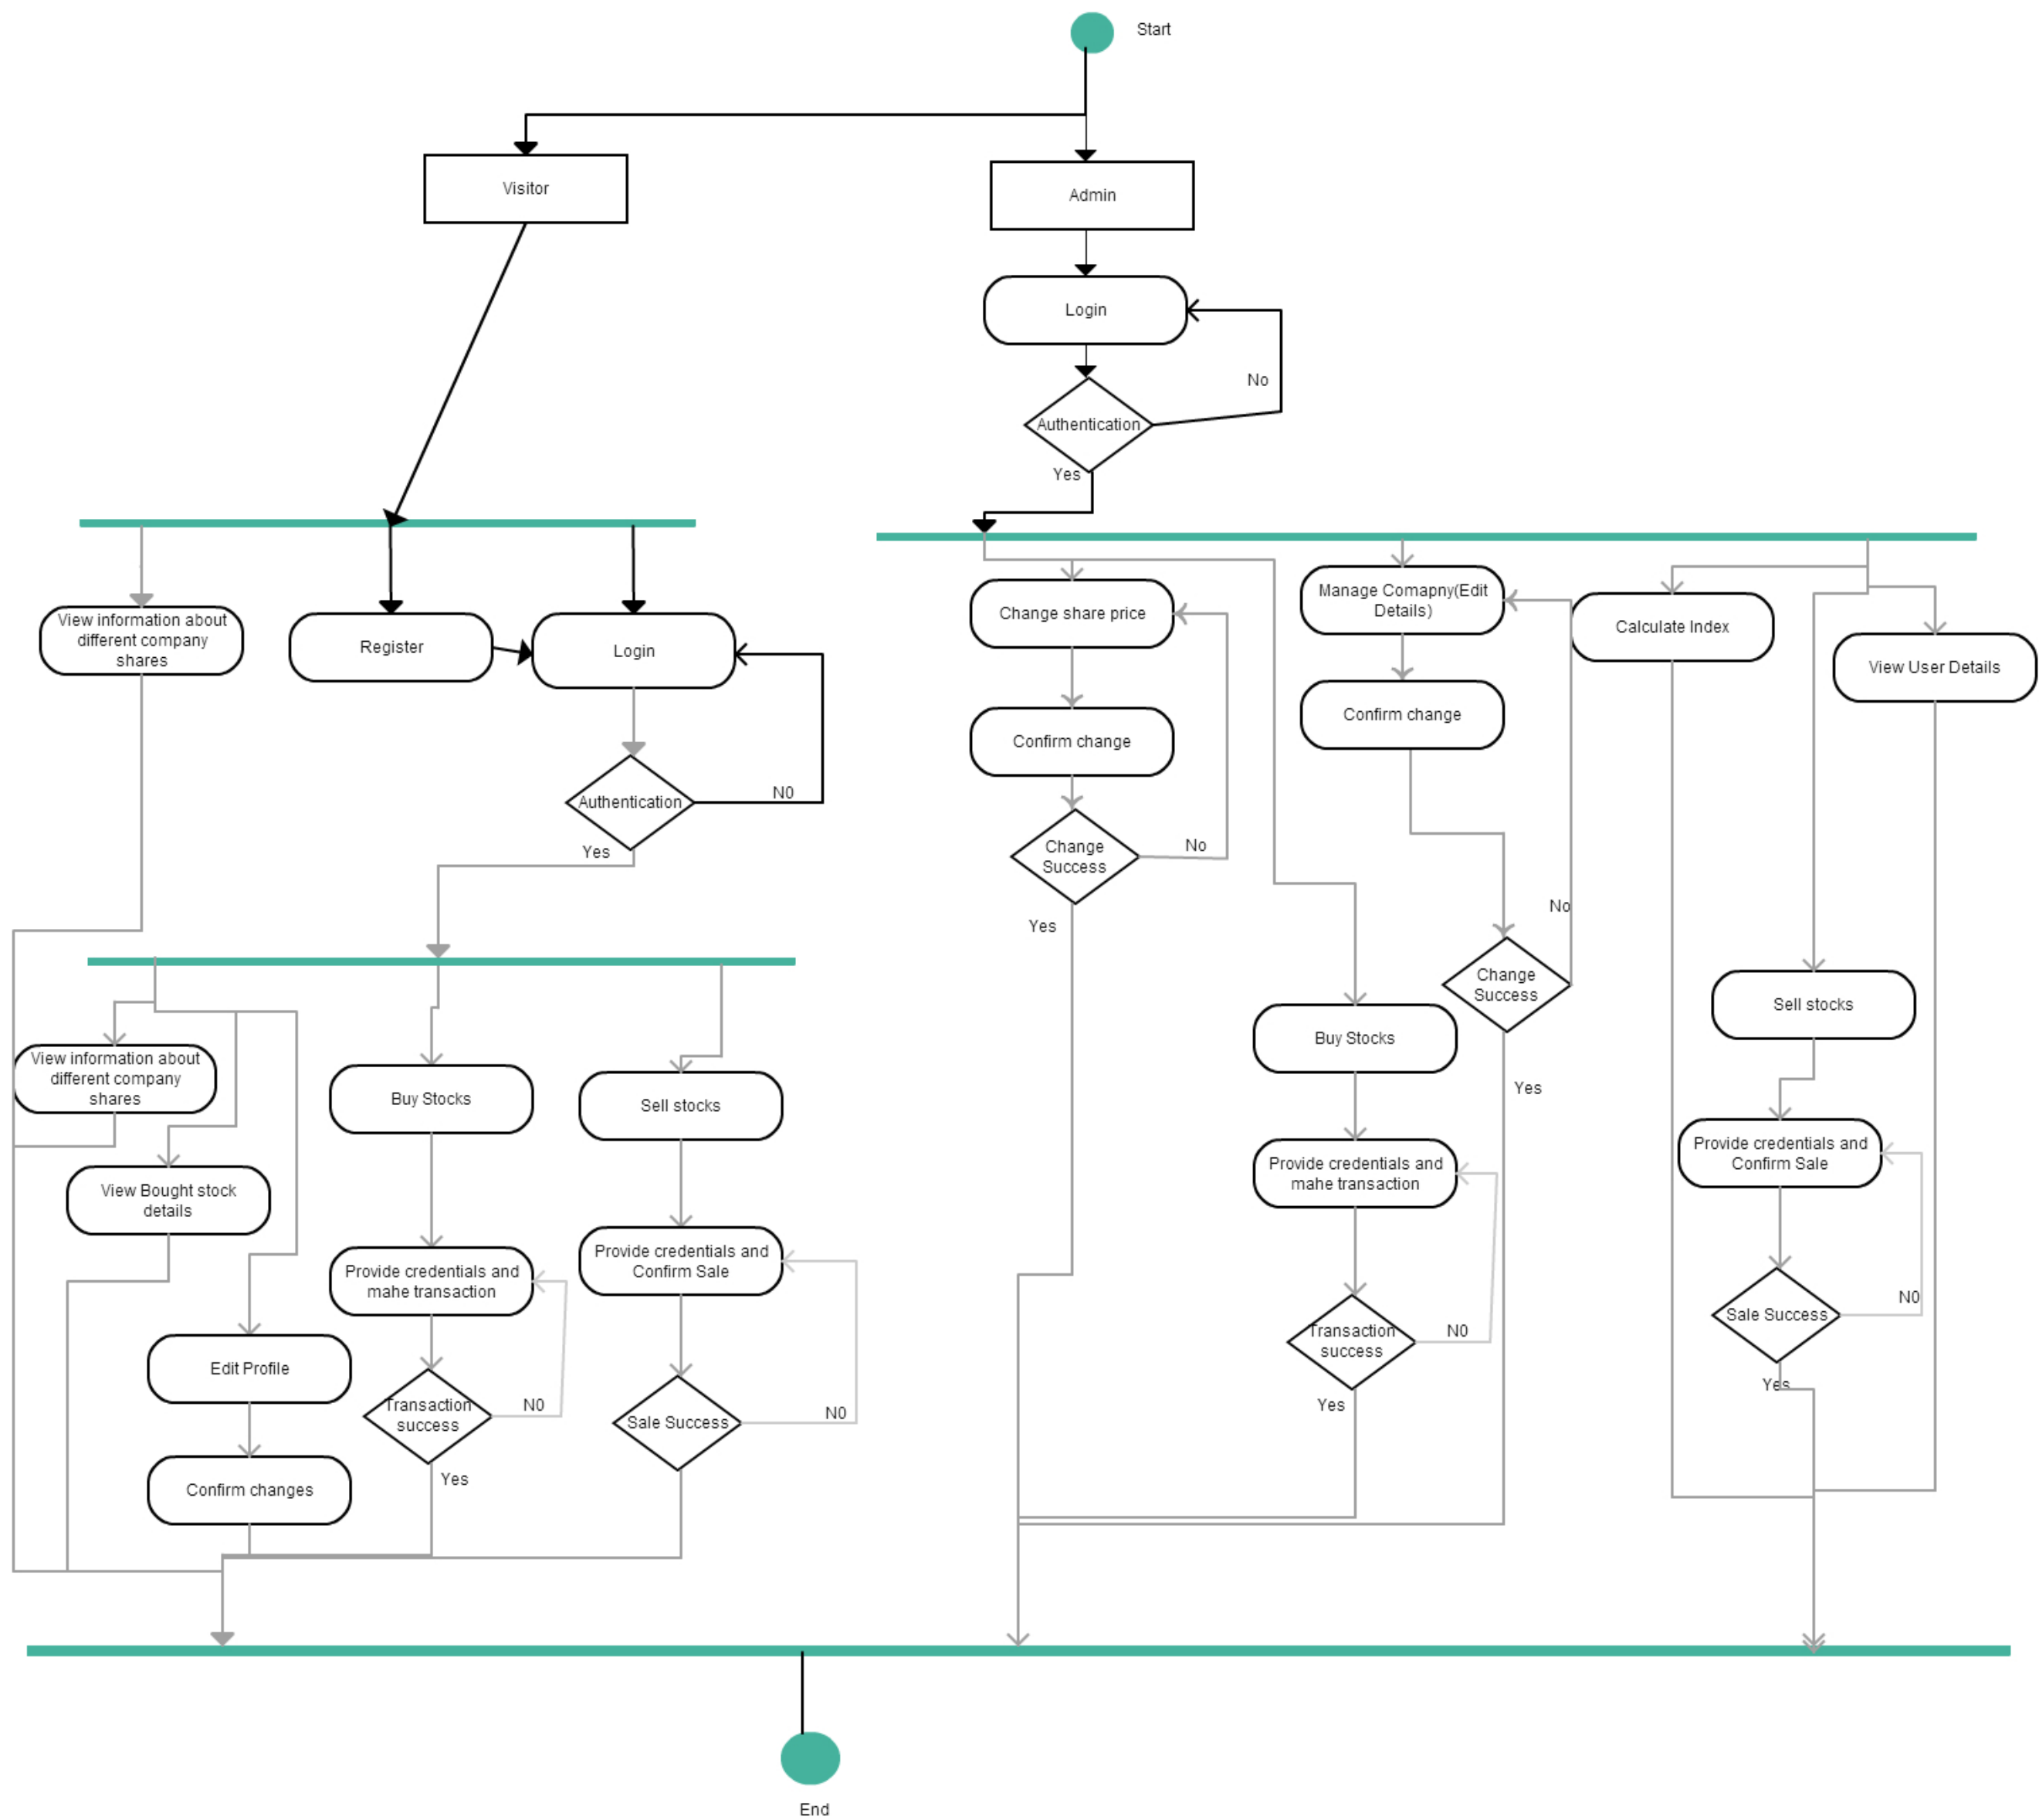 Start
Visitor
Admin
Login
No
Authentication
Yes
View information about
different company
shares
Register
Login
N0
Authentication
Yes
Change share price
Manage Comapny(Edit
Details)
Calculate Index
View User Details
Confirm change
Confirm change
Change
Success
No
Yes
No
Change
Success
Yes
Sell stocks
Buy Stocks
View information about
different company
shares
Buy Stocks
Sell stocks
View Bought stock
details
Provide credentials and
mahe transaction
Provide credentials and
Confirm Sale
Provide credentials and
mahe transaction
Provide credentials and
Confirm Sale
Edit Profile
Transaction
success
N0
Yes
Sale Success
N0
Confirm changes
Transaction
success
N0
Yes
Sale Success
N0
Yes
End